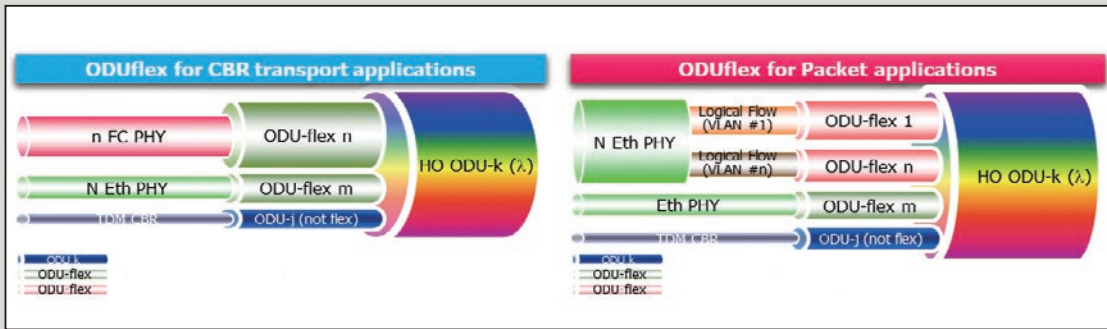 ODUflex for CBR transport applications
n FC PHY
ODU-flex n
N Eth PHY
ODU-flex m
TDM CBR
ODU-j (not flex)
HO ODU-k (λ)
ODU k
ODU-flex
ODU-flex
ODUflex for Packet applications
N Eth PHY
Logical Flow
(VLAN #1)
ODU-flex 1
Logical Flow
(VLAN #n)
ODU-flex n
Eth PHY
ODU-flex m
TDM CBR
ODU-j (not flex)
HO ODU-k (λ)
ODU k
ODU-flex
ODU-flex